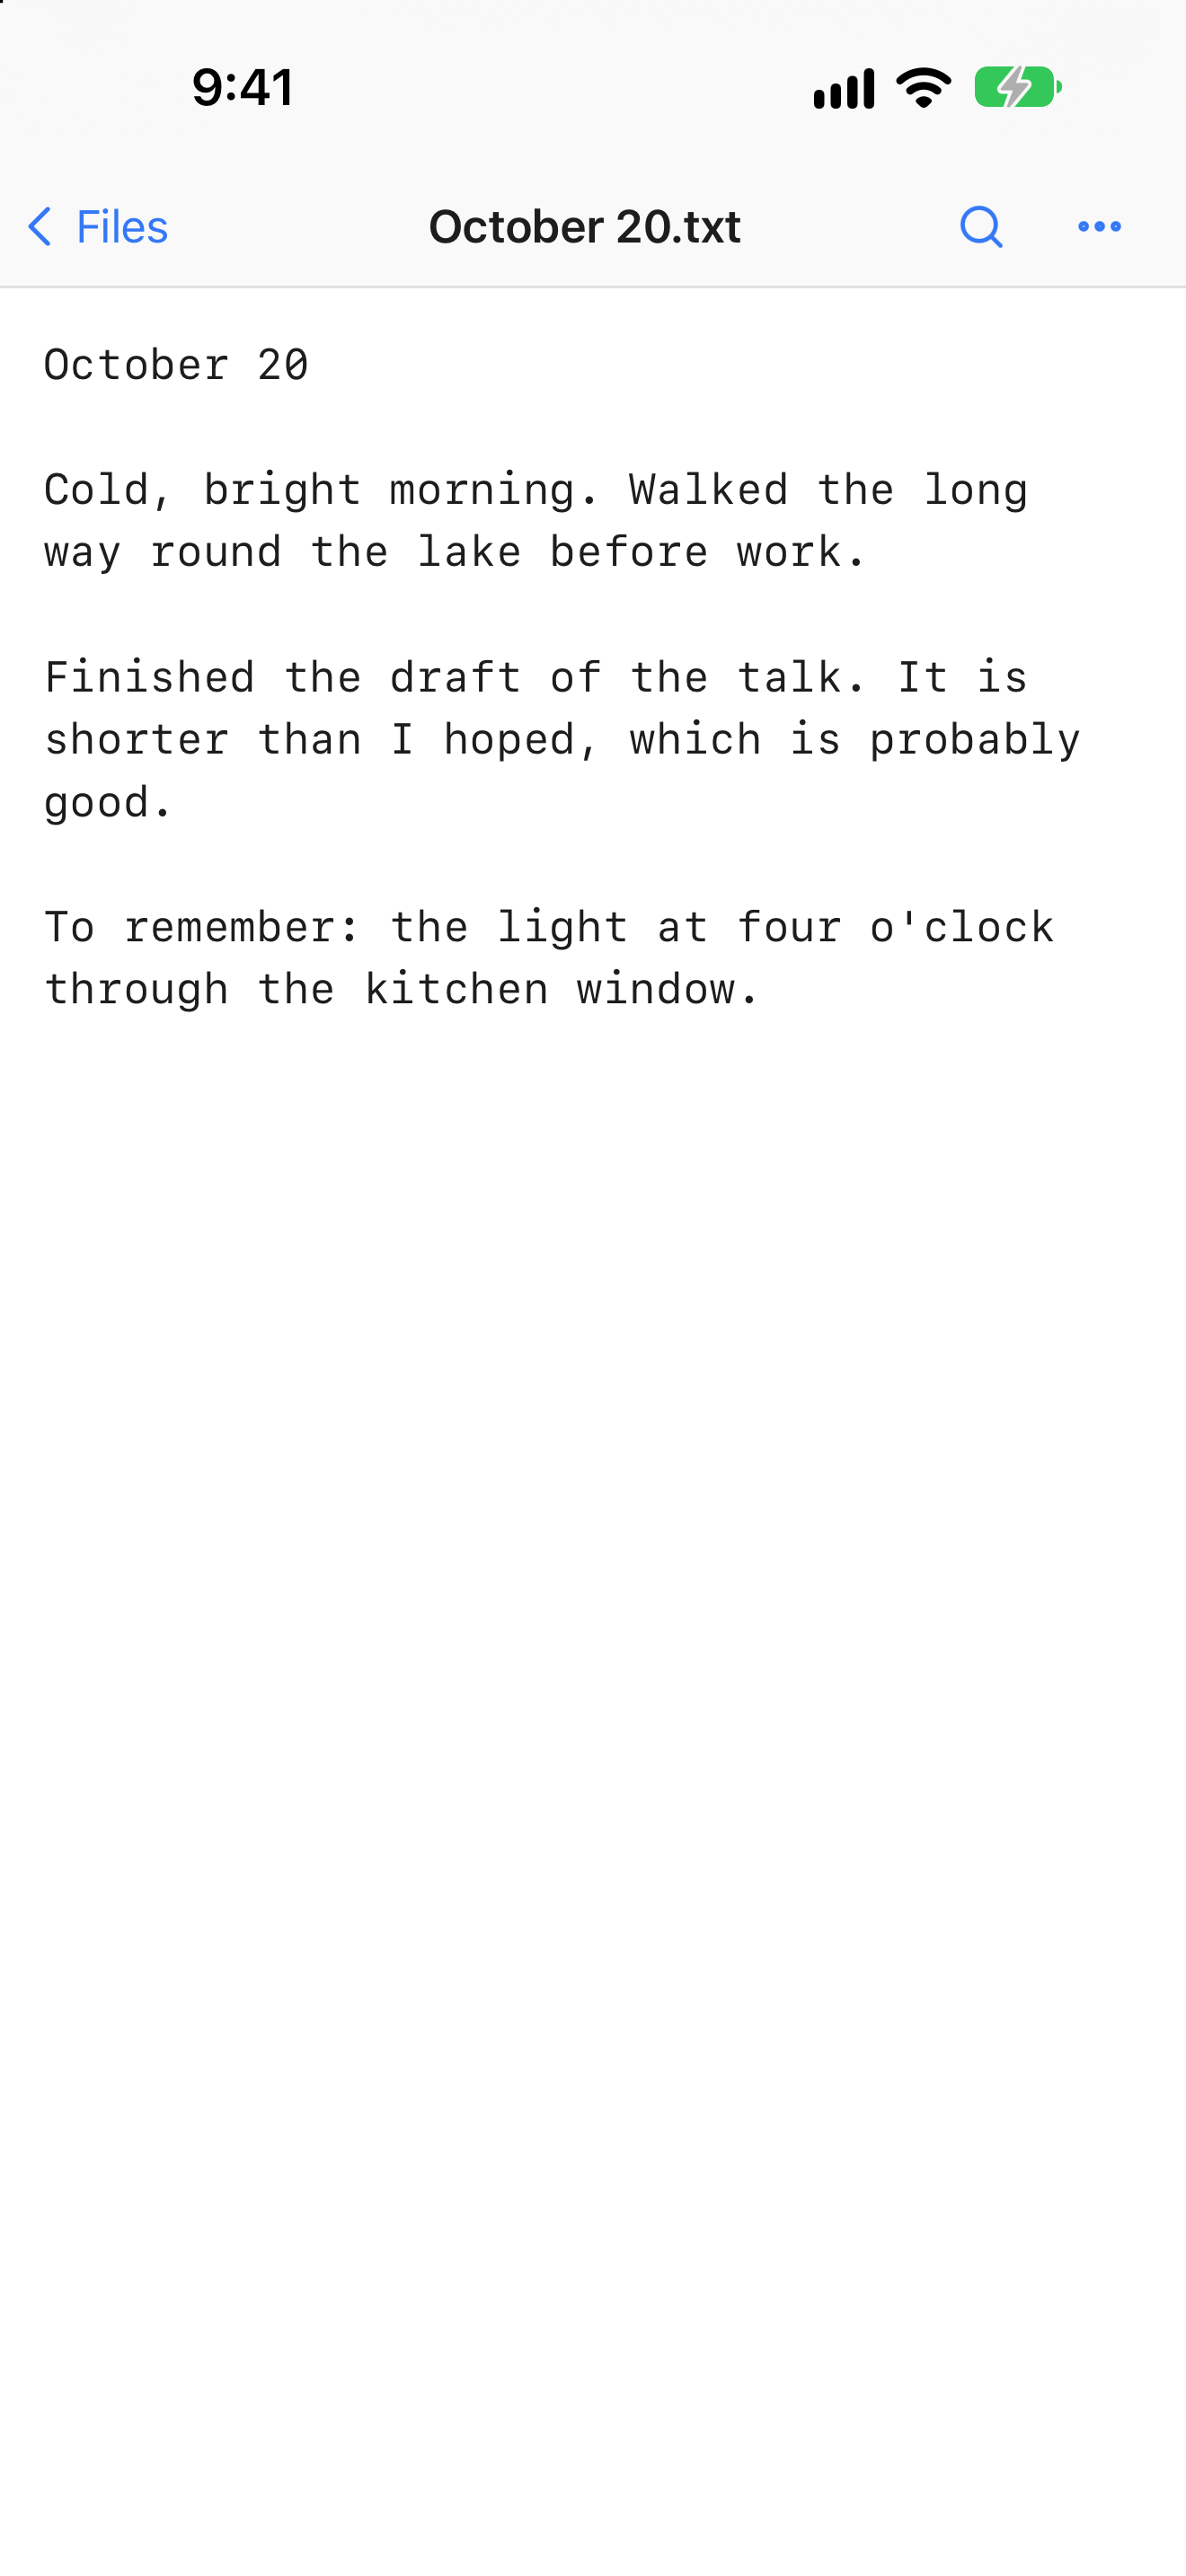 9:41
Files
October 20.txt
October 20
Cold, bright morning. Walked the long
way round the lake before work.
Finished the draft of the talk. It is
shorter than I hoped, which is probably
good.
To remember: the light at four o'clock
through the kitchen window.